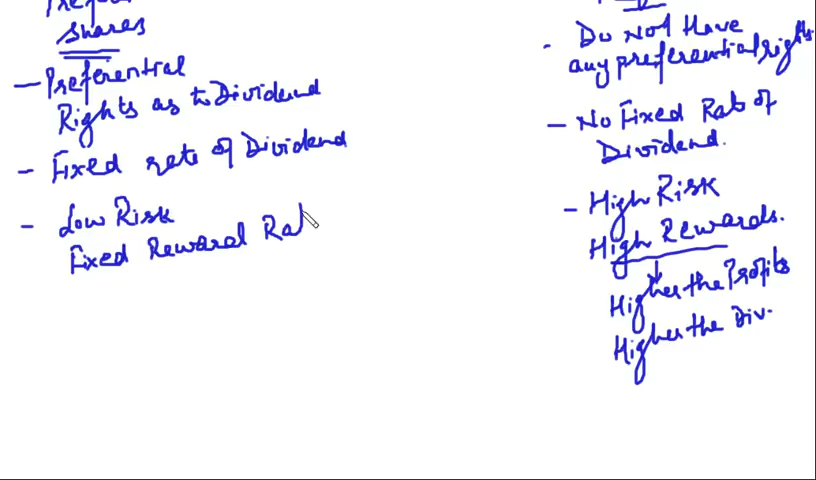 Shares
— Preferential
Rights as to Dividend
- Fixed rate of Dividend
- Low Risk
Fixed Reward Rat
- Do Not Have
any preferential rights
- No Fixed Rate of
Dividend.
- High Risk
High Rewards.
Higher the Profits
Higher the Div.